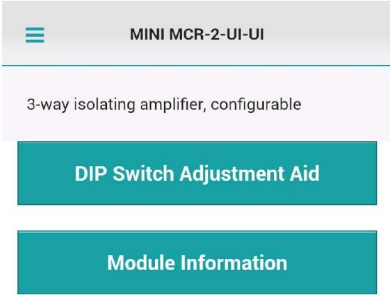 MINI MCR-2-UI-UI
3-way isolating amplifier, configurable
DIP Switch Adjustment Aid
Module Information